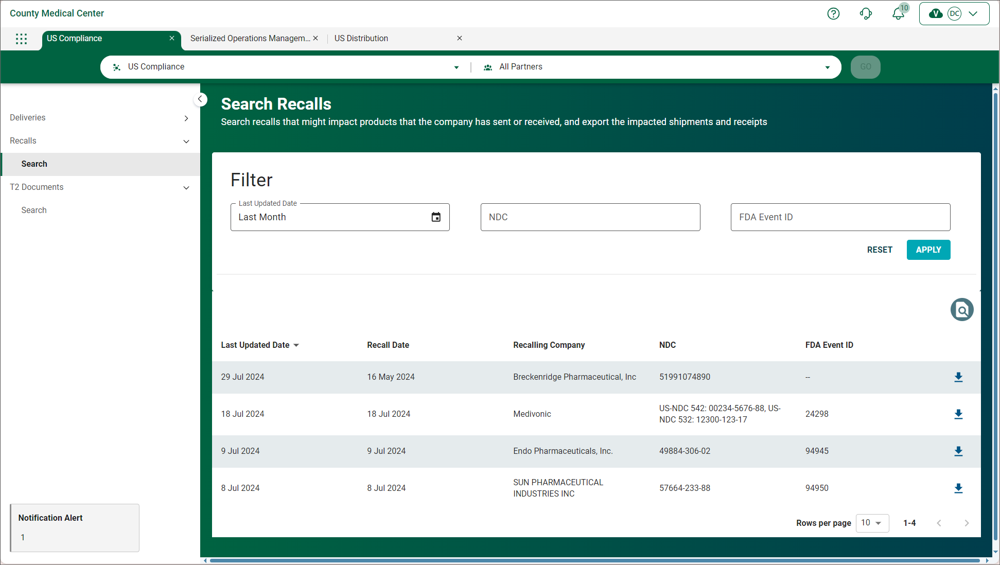 County Medical Center
10
V DC
US Compliance
Serialized Operations Managem...
US Distribution
US Compliance
All Partners
GO
Deliveries
Recalls
Search
T2 Documents
Search
Notification Alert
1
Search Recalls
Search recalls that might impact products that the company has sent or received, and export the impacted shipments and receipts
Filter
Last Updated Date
Last Month
NDC
FDA Event ID
RESET
APPLY
Last Updated Date Recall Date Recalling Company NDC FDA Event ID
29 Jul 2024 16 May 2024 Breckenridge Pharmaceutical, Inc 51991074890 --
18 Jul 2024 18 Jul 2024 Medivonic US-NDC 542: 00234-5676-88, US-
NDC 532: 12300-123-17 24298
9 Jul 2024 9 Jul 2024 Endo Pharmaceuticals, Inc. 49884-306-02 94945
8 Jul 2024 8 Jul 2024 SUN PHARMACEUTICAL
INDUSTRIES INC 57664-233-88 94950
Rows per page 10 1-4